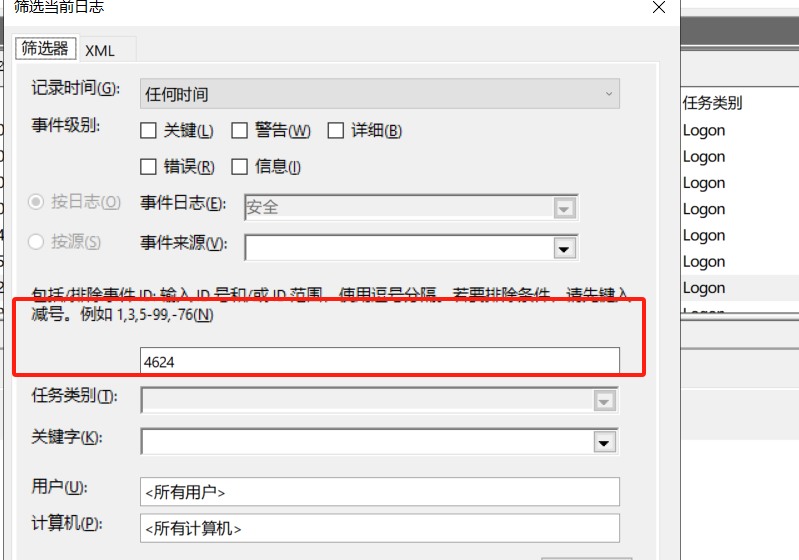 筛选当前日志
筛选器 XML
记录时间(G): 任何时间
事件级别: 关键(L) 警告(W) 详细(B)
错误(R) 信息(I)
按日志(O) 事件日志(E): 安全
按源(S) 事件来源(V):
包括/排除事件 ID: 输入 ID 号和/或 ID 范围，使用逗号分隔。若要排除条件，请先键入
减号。例如 1,3,5-99,-76(N)
4624
任务类别(T):
关键字(K):
用户(U): <所有用户>
计算机(P): <所有计算机>
任务类别
Logon
Logon
Logon
Logon
Logon
Logon
Logon
Logon